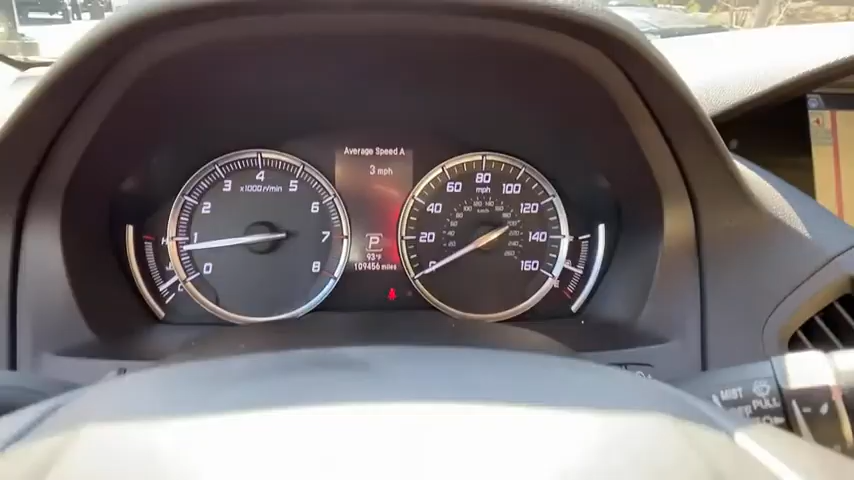 Average Speed A
3 mph
0
1
2
3
4
5
6
7
8
x1000r/min
P
93°F
109456 miles
20
40
60
80
100
120
140
160
mph
km/h
H
C
E
MIST
PULL